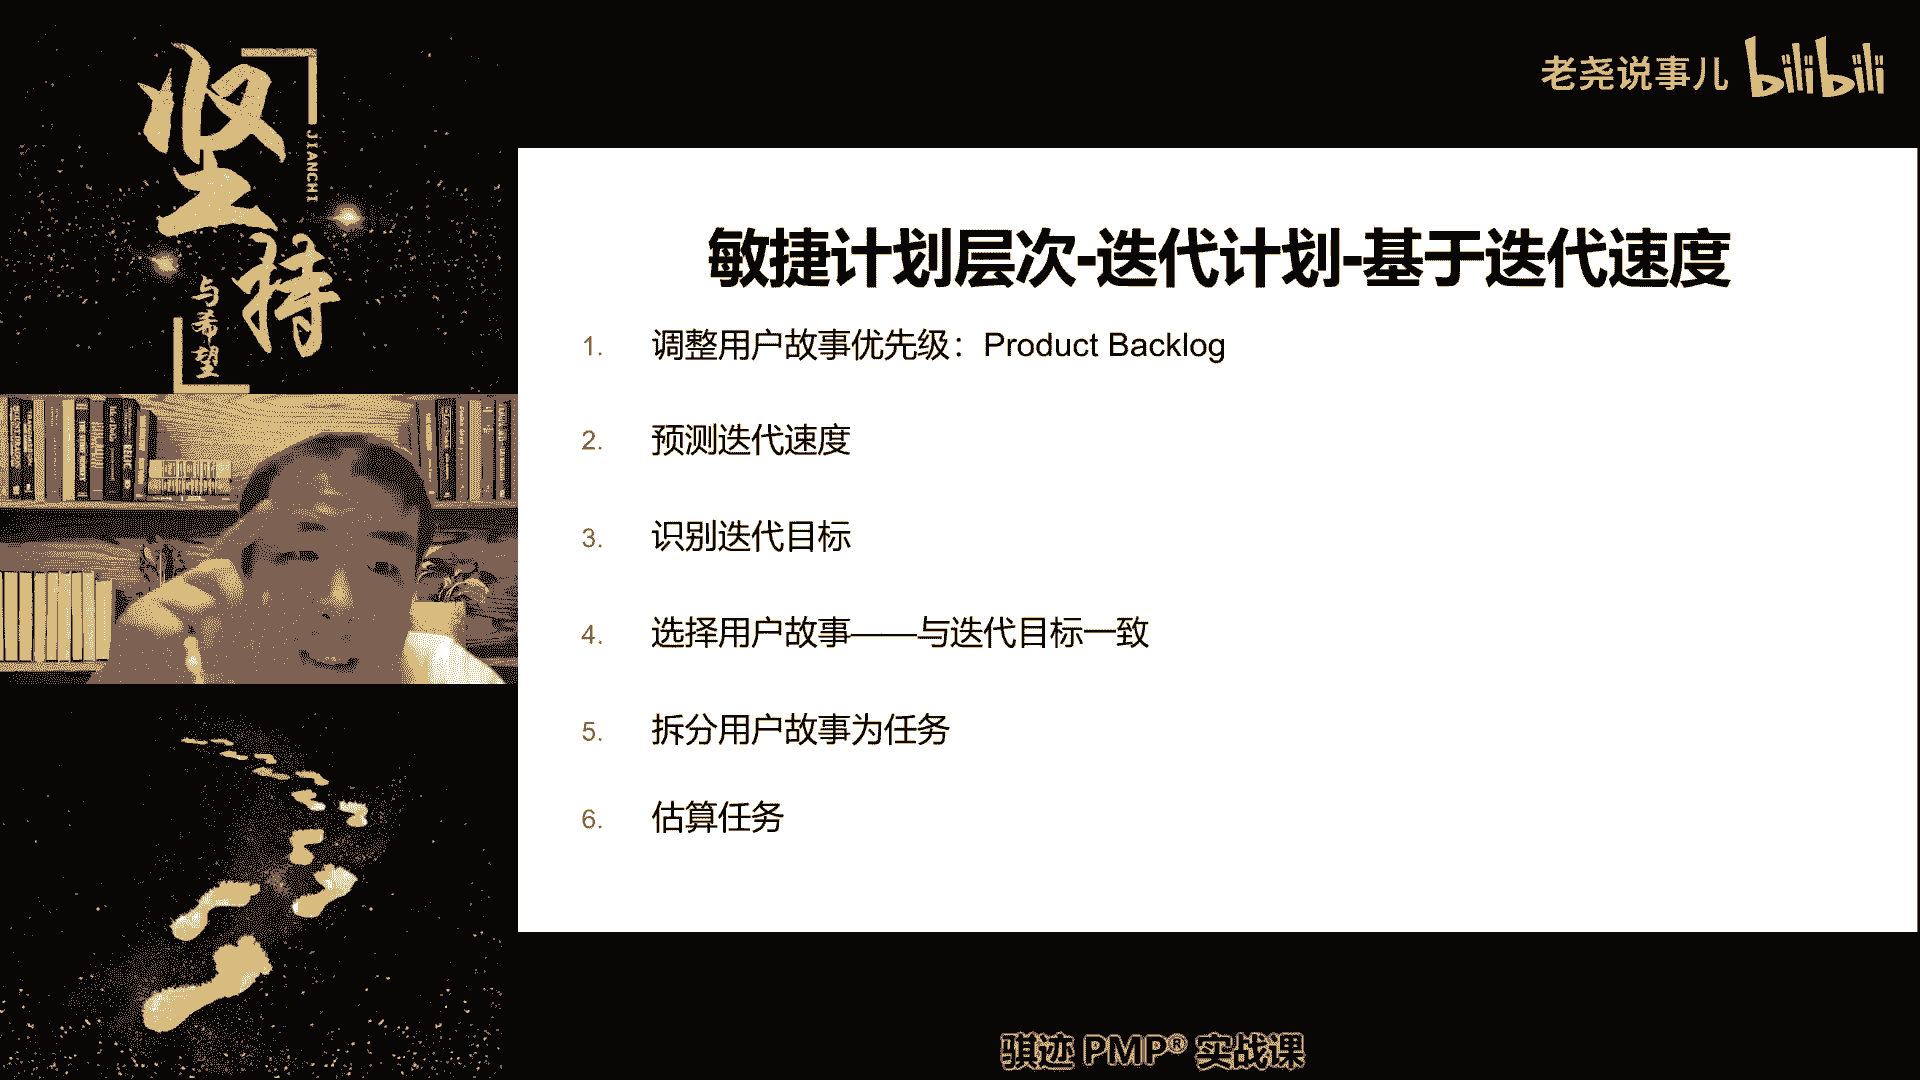 坚持
JIANCHI
与希望
老尧说事儿 bilibili
敏捷计划层次-迭代计划-基于迭代速度
1. 调整用户故事优先级：Product Backlog
2. 预测迭代速度
3. 识别迭代目标
4. 选择用户故事——与迭代目标一致
5. 拆分用户故事为任务
6. 估算任务
骐迹 PMP® 实战课